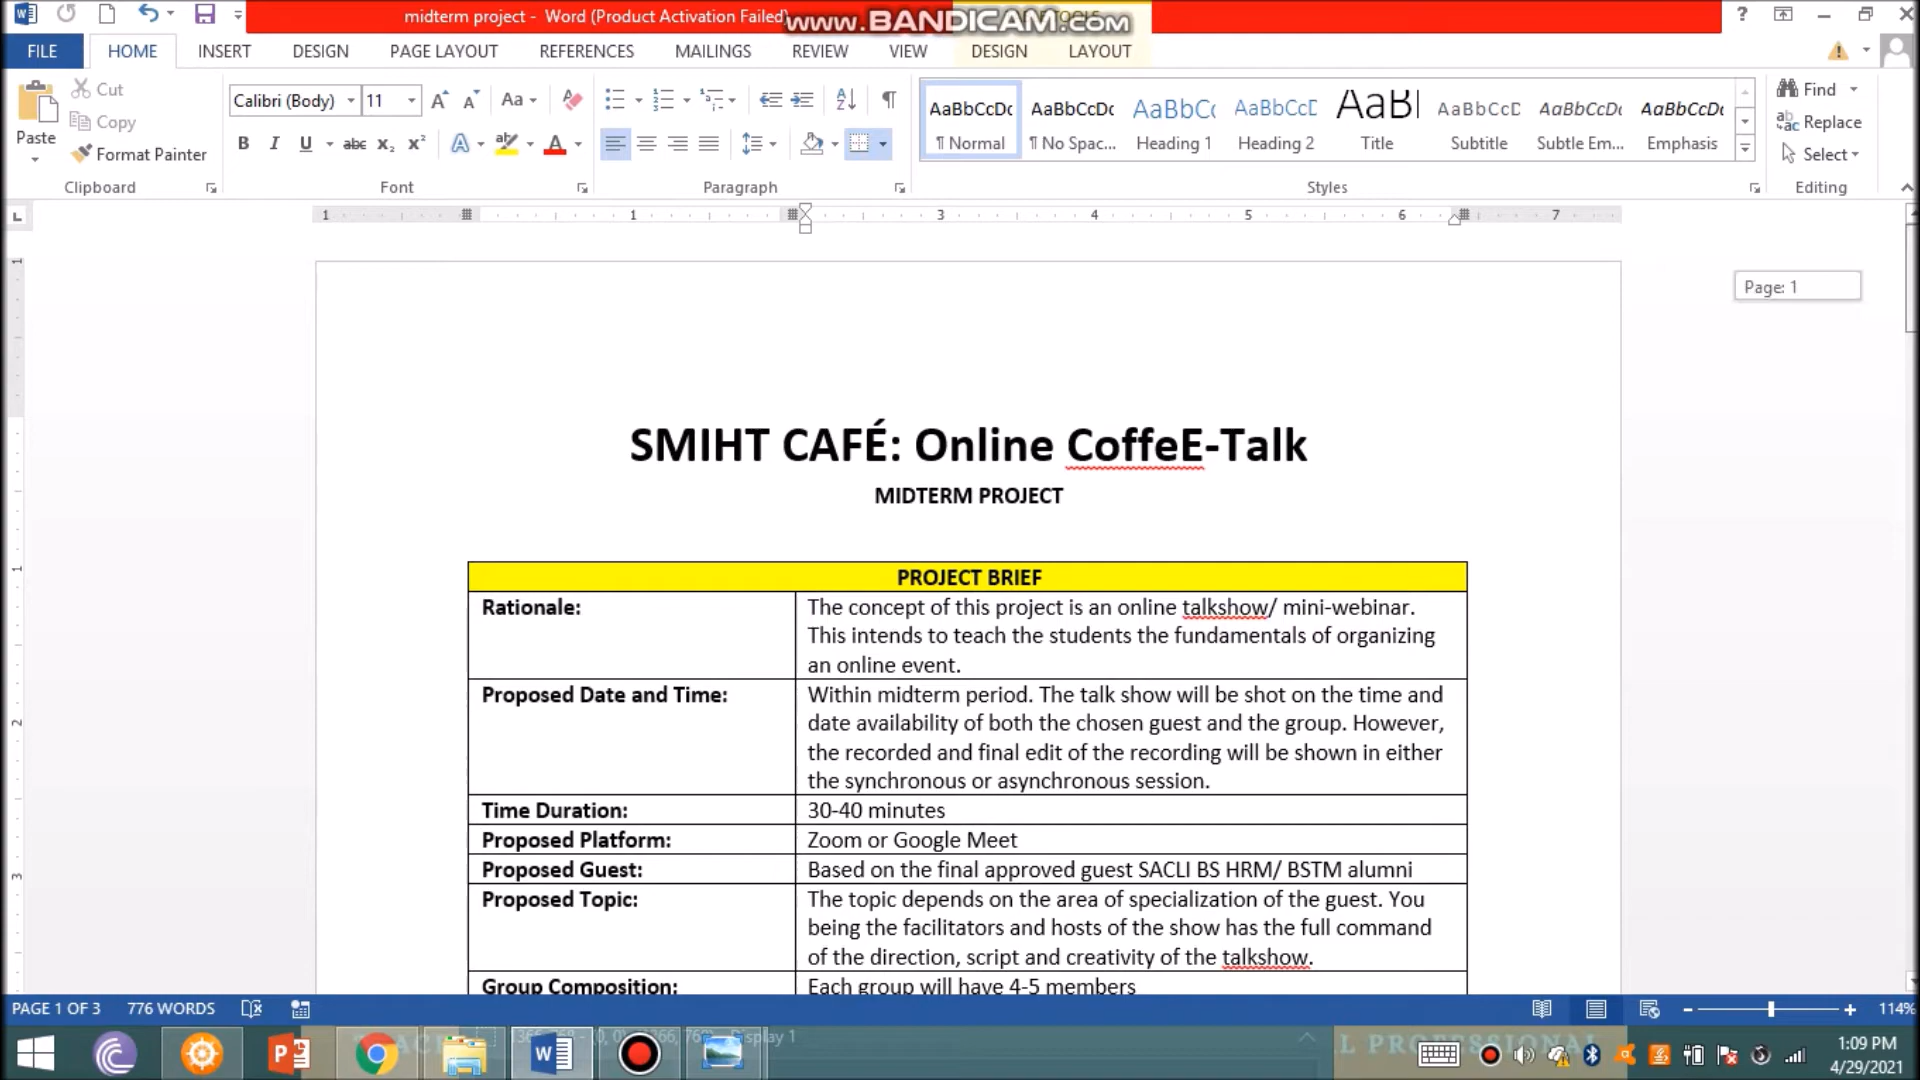 midterm project - Word (Product Activation Failed)
www.BANDICAM.com
FILE HOME INSERT DESIGN PAGE LAYOUT REFERENCES MAILINGS REVIEW VIEW DESIGN LAYOUT
Paste
Cut
Copy
Format Painter
Clipboard
Calibri (Body) 11
Font
Paragraph
AaBbCcDc AaBbCcDc AaBbC AaBbCcD AaB AaBbCcD AaBbCcDc AaBbCcDc
¶ Normal ¶ No Spac... Heading 1 Heading 2 Title Subtitle Subtle Em... Emphasis
Styles
Find
Replace
Select
Editing
1 1 3 4 5 6 7
Page: 1
SMIHT CAFÉ: Online CoffeE-Talk
MIDTERM PROJECT
PROJECT BRIEF
Rationale:
The concept of this project is an online talkshow/ mini-webinar.
This intends to teach the students the fundamentals of organizing
an online event.
Proposed Date and Time:
Within midterm period. The talk show will be shot on the time and
date availability of both the chosen guest and the group. However,
the recorded and final edit of the recording will be shown in either
the synchronous or asynchronous session.
Time Duration:
30-40 minutes
Proposed Platform:
Zoom or Google Meet
Proposed Guest:
Based on the final approved guest SACLI BS HRM/ BSTM alumni
Proposed Topic:
The topic depends on the area of specialization of the guest. You
being the facilitators and hosts of the show has the full command
of the direction, script and creativity of the talkshow.
Group Composition:
Each group will have 4-5 members
PAGE 1 OF 3 776 WORDS
114%
1:09 PM
4/29/2021